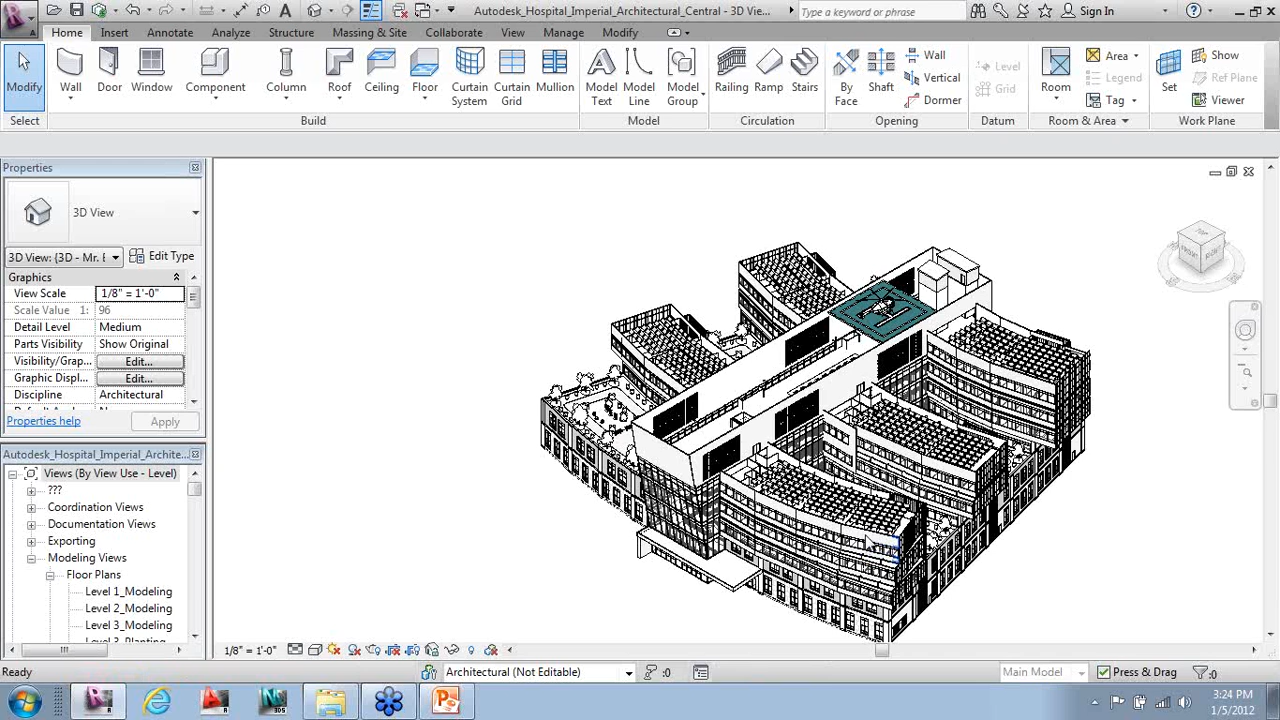 Autodesk_Hospital_Imperial_Architectural_Central - 3D Vie...
Type a keyword or phrase
Sign In
Home Insert Annotate Analyze Structure Massing & Site Collaborate View Manage Modify
Modify
Wall
Door
Window
Component
Column
Roof
Floor
Curtain System
Curtain Grid
Mullion
Model Text
Model Line
Model Group
Railing
Ramp
Stairs
By Face
Shaft
Wall
Vertical
Dormer
Level
Grid
Room
Area
Legend
Tag
Set
Show
Ref Plane
Viewer
Select
Build
Model
Circulation
Opening
Datum
Room & Area
Work Plane
Properties
3D View
3D View: {3D - Mr. E
Edit Type
Graphics
View Scale 1/8" = 1'-0"
Scale Value 1: 96
Detail Level Medium
Parts Visibility Show Original
Visibility/Grap... Edit...
Graphic Displ... Edit...
Discipline Architectural
Properties help
Apply
Autodesk_Hospital_Imperial_Archite...
Views (By View Use - Level)
???
Coordination Views
Documentation Views
Exporting
Modeling Views
Floor Plans
Level 1_Modeling
Level 2_Modeling
Level 3_Modeling
Level 3_Planting
TOP
FRONT
RIGHT
1/8" = 1'-0"
Ready
Architectural (Not Editable)
:0
Main Model
Press & Drag
:0
3:24 PM
1/5/2012